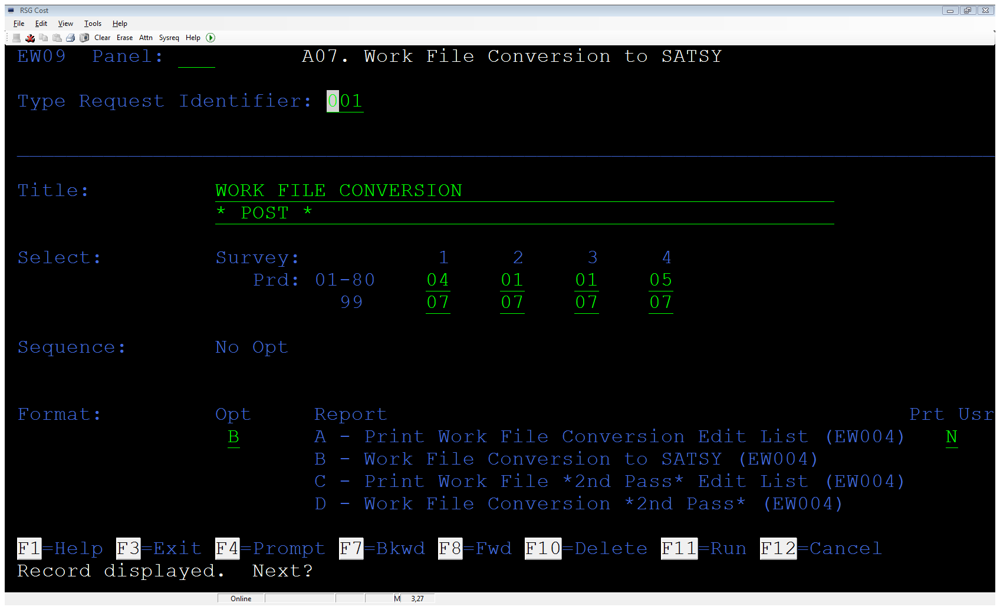 RSG Cost
File Edit View Tools Help
Clear Erase Attn Sysreq Help
EW09 Panel: ____ A07. Work File Conversion to SATSY
Type Request Identifier: 001
Title: WORK FILE CONVERSION
* POST *
Select: Survey: 1 2 3 4
Prd: 01-80 04 01 01 05
99 07 07 07 07
Sequence: No Opt
Format: Opt Report Prt Usr
B A - Print Work File Conversion Edit List (EW004) N
B - Work File Conversion to SATSY (EW004)
C - Print Work File *2nd Pass* Edit List (EW004)
D - Work File Conversion *2nd Pass* (EW004)
F1=Help F3=Exit F4=Prompt F7=Bkwd F8=Fwd F10=Delete F11=Run F12=Cancel
Record displayed. Next?
Online M 3,27